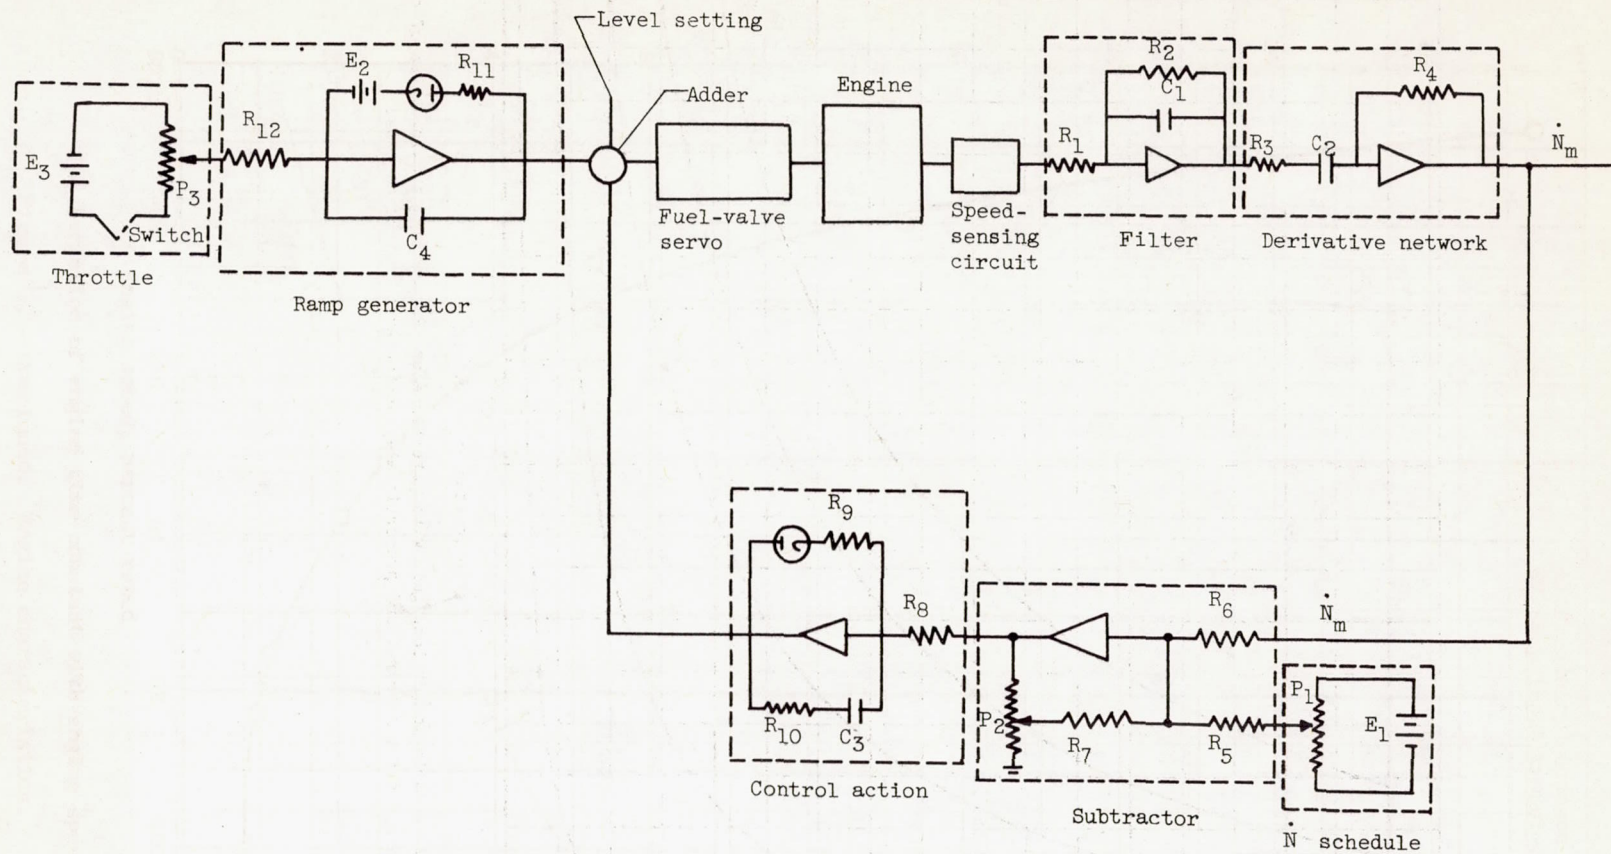 Level setting
Adder
Engine
E2
R11
R12
E3
P3
Switch
C4
Throttle
Ramp generator
Fuel-valve
servo
Speed-
sensing
circuit
R1
R2
C1
Filter
R3
C2
R4
Derivative network
Ṅm
R9
R8
R10
C3
Control action
R6
Ṅm
P2
R7
R5
Subtractor
P1
E1
Ṅ schedule